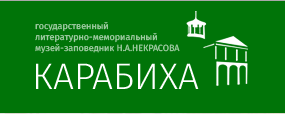 государственный
литературно-мемориальный
музей-заповедник Н.А.НЕКРАСОВА
КАРАБИХА